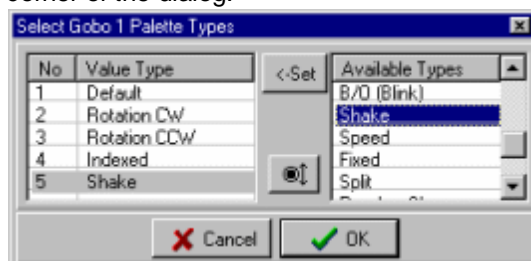 corner of the dialog.
Select Gobo 1 Palette Types
No Value Type
1 Default
2 Rotation CW
3 Rotation CCW
4 Indexed
5 Shake
<-Set
Available Types
B/O (Blink)
Shake
Speed
Fixed
Split
Cancel
OK